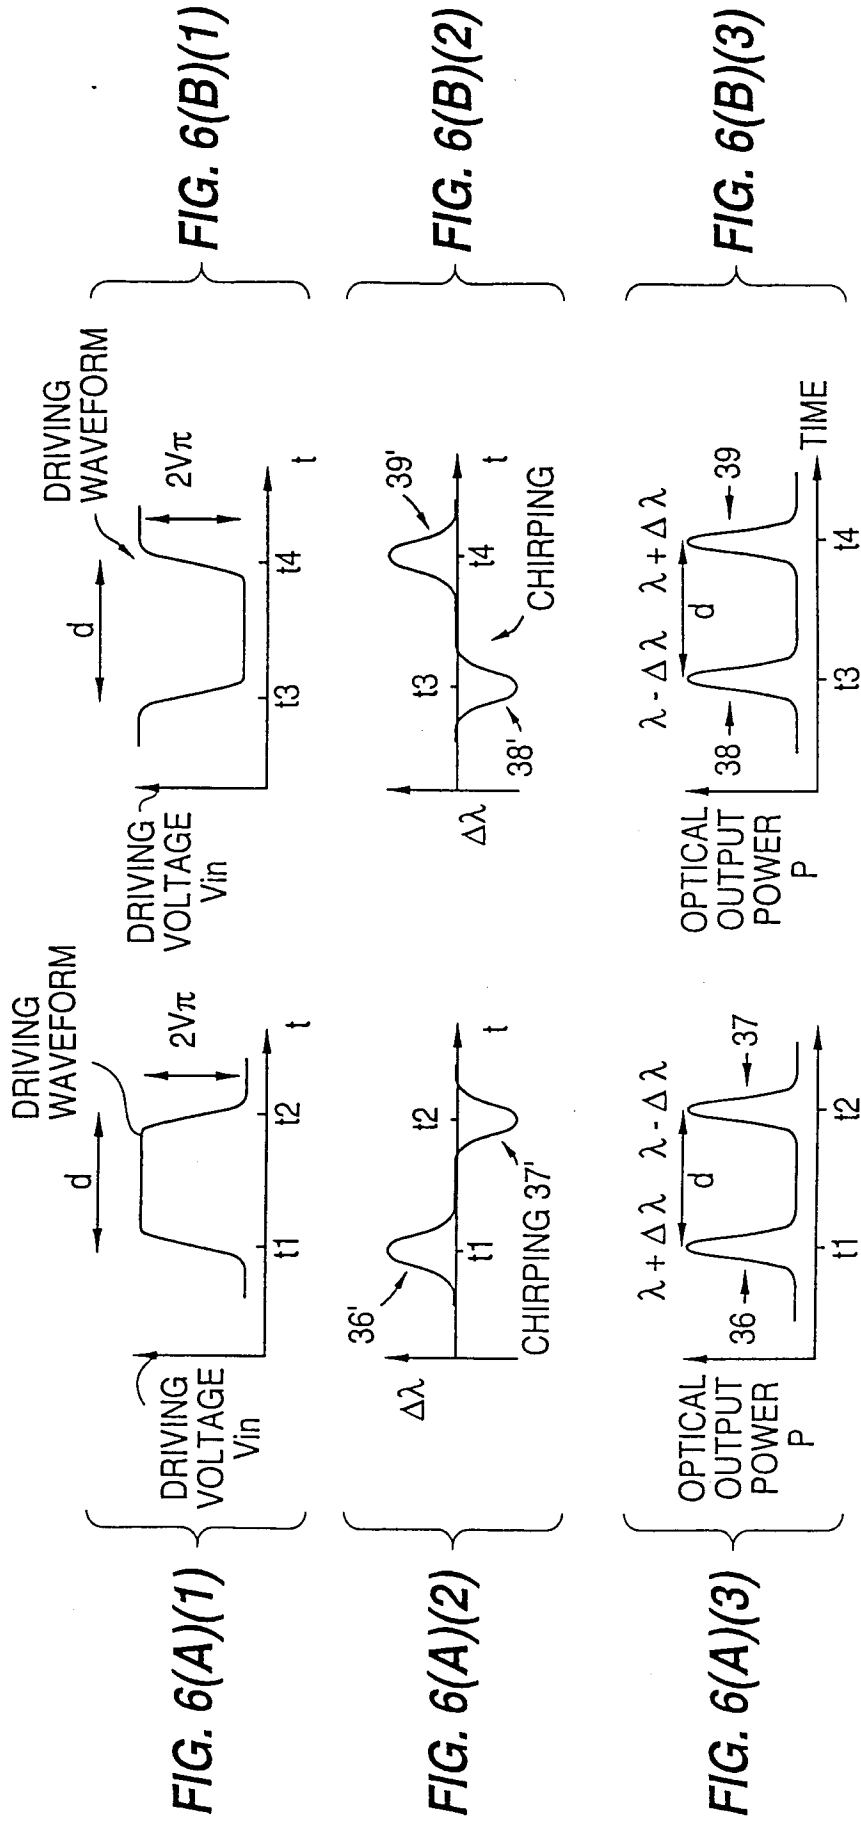 FIG. 6(A)(1)
DRIVING
VOLTAGE
Vin
DRIVING
WAVEFORM
d
2Vπ
t1
t2
t
FIG. 6(A)(2)
Δλ
36'
t1
t2
t
CHIRPING 37'
FIG. 6(A)(3)
OPTICAL
OUTPUT
POWER
P
λ + Δλ
λ - Δλ
d
36
37
t1
t2
FIG. 6(B)(1)
DRIVING
VOLTAGE
Vin
DRIVING
WAVEFORM
d
2Vπ
t3
t4
t
FIG. 6(B)(2)
Δλ
38'
t3
t4
39'
t
CHIRPING
FIG. 6(B)(3)
OPTICAL
OUTPUT
POWER
P
λ - Δλ
λ + Δλ
d
38
39
t3
t4
TIME